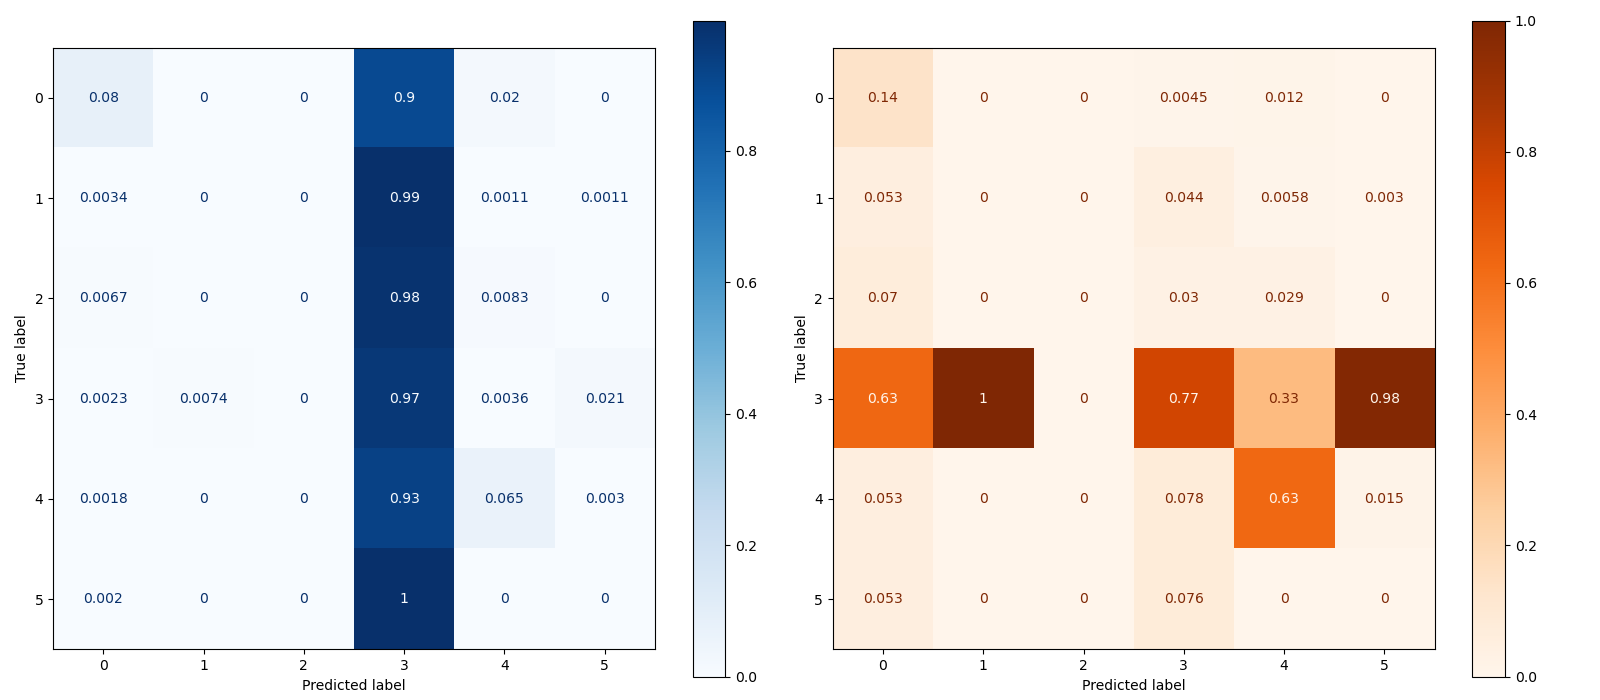 1.0
0 0.08 0 0 0.9 0.02 0 0 0.14 0 0 0.0045 0.012 0
0.8 0.8
1 0.0034 0 0 0.99 0.0011 0.0011 1 0.053 0 0 0.044 0.0058 0.003
0.6 0.6
2 0.0067 0 0 0.98 0.0083 0 2 0.07 0 0 0.03 0.029 0
True label True label
3 0.0023 0.0074 0 0.97 0.0036 0.021 3 0.63 1 0 0.77 0.33 0.98
0.4 0.4
4 0.0018 0 0 0.93 0.065 0.003 4 0.053 0 0 0.078 0.63 0.015
0.2 0.2
5 0.002 0 0 1 0 0 5 0.053 0 0 0.076 0 0
0 1 2 3 4 5 0.0 0 1 2 3 4 5 0.0
Predicted label Predicted label